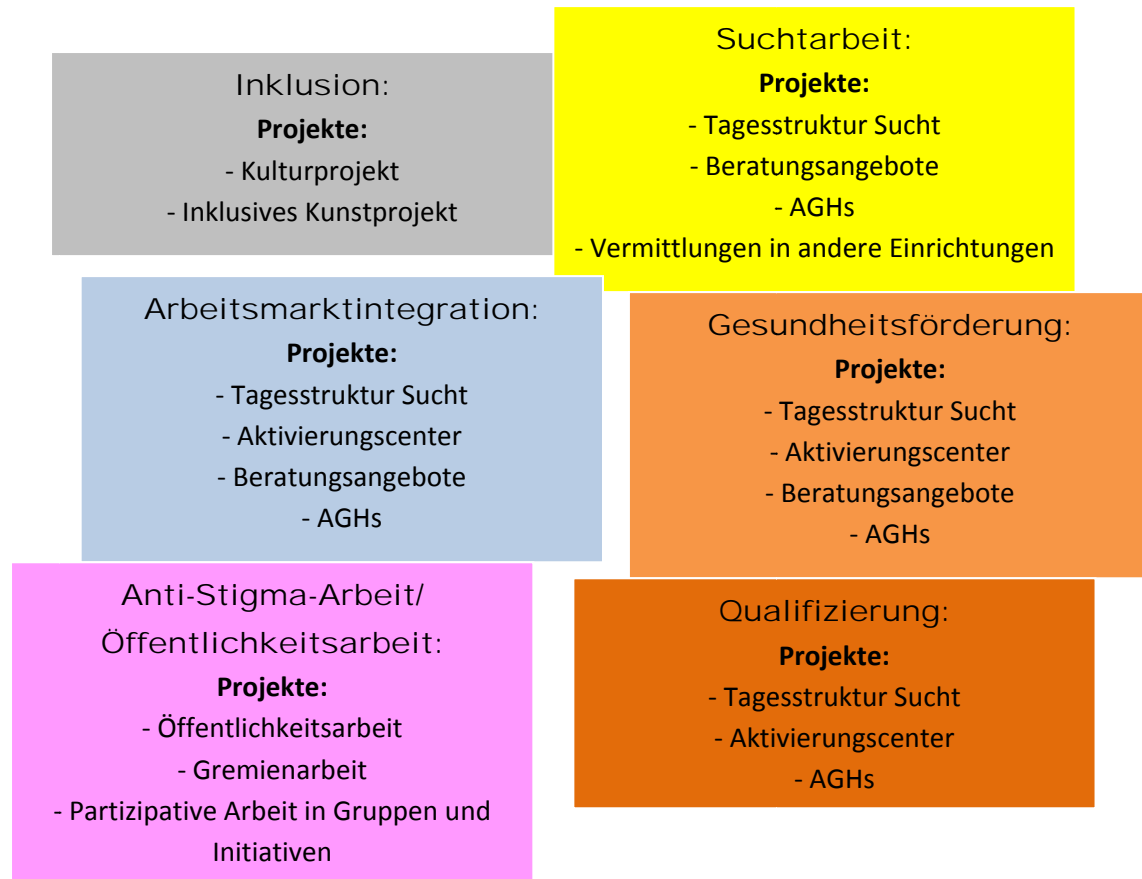 Inklusion:
Projekte:
- Kulturprojekt
- Inklusives Kunstprojekt
Suchtarbeit:
Projekte:
- Tagesstruktur Sucht
- Beratungsangebote
- AGHs
- Vermittlungen in andere Einrichtungen
Arbeitsmarktintegration:
Projekte:
- Tagesstruktur Sucht
- Aktivierungscenter
- Beratungsangebote
- AGHs
Gesundheitsförderung:
Projekte:
- Tagesstruktur Sucht
- Aktivierungscenter
- Beratungsangebote
- AGHs
Anti-Stigma-Arbeit/
Öffentlichkeitsarbeit:
Projekte:
- Öffentlichkeitsarbeit
- Gremienarbeit
- Partizipative Arbeit in Gruppen und
Initiativen
Qualifizierung:
Projekte:
- Tagesstruktur Sucht
- Aktivierungscenter
- AGHs